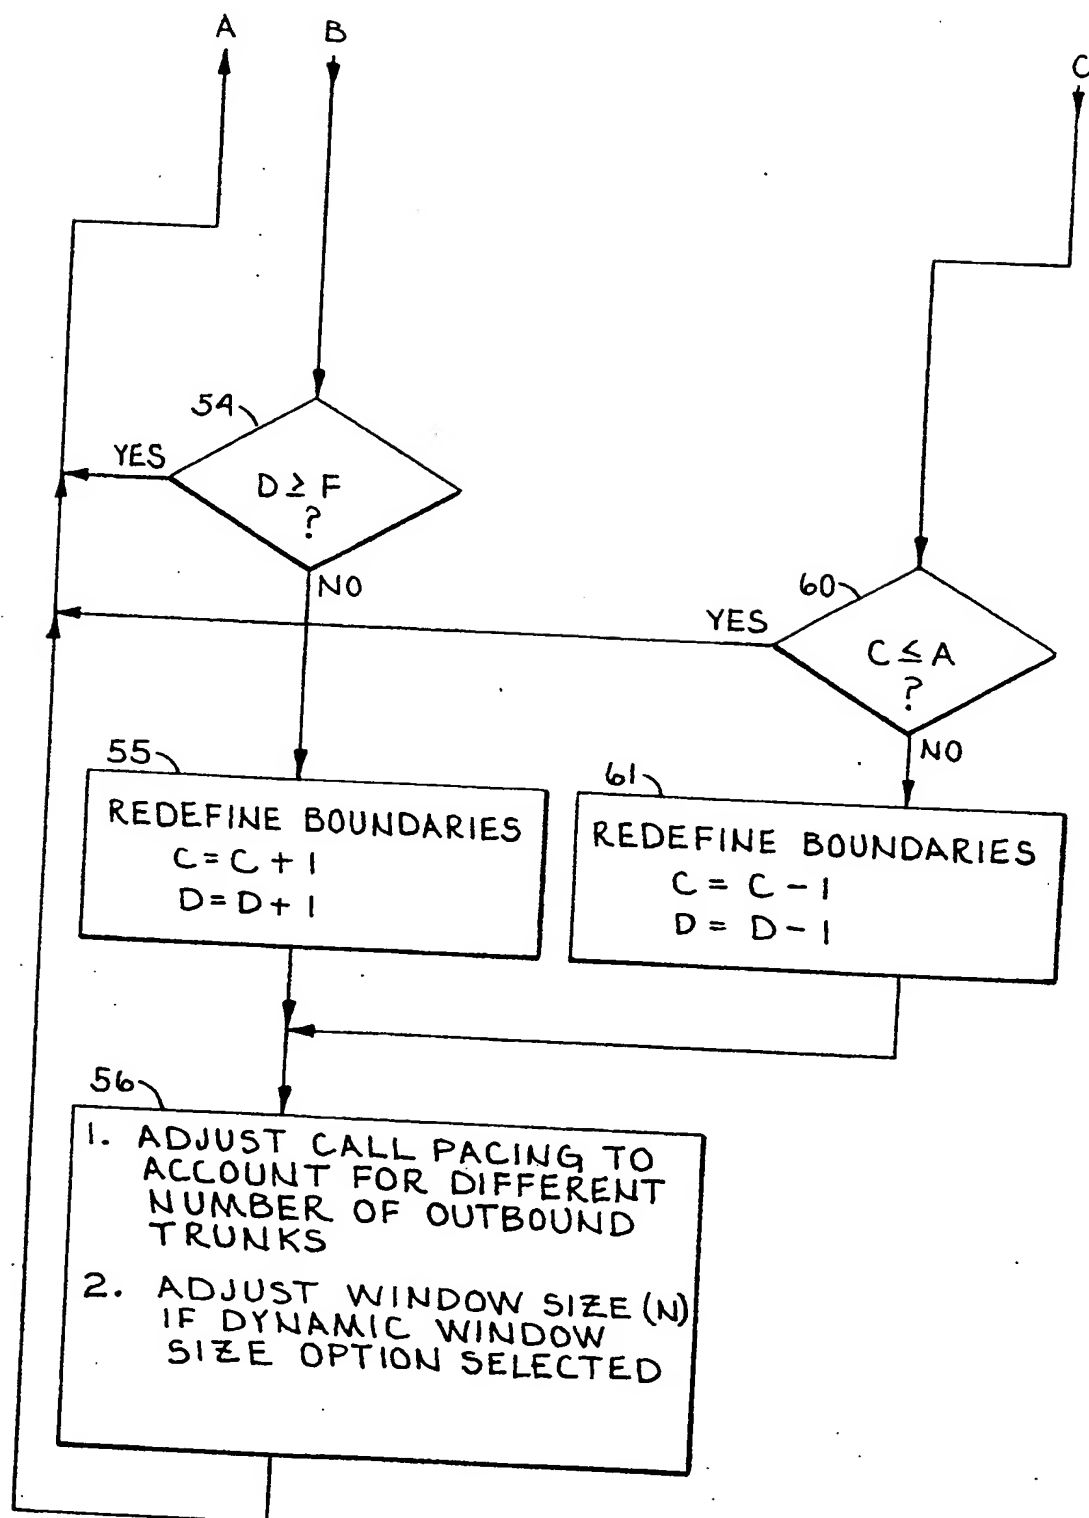 A
B
C
54
YES
D ≥ F
?
NO
60
YES
C ≤ A
?
NO
55
REDEFINE BOUNDARIES
C = C + 1
D = D + 1
61
REDEFINE BOUNDARIES
C = C - 1
D = D - 1
56
1. ADJUST CALL PACING TO
ACCOUNT FOR DIFFERENT
NUMBER OF OUTBOUND
TRUNKS
2. ADJUST WINDOW SIZE (N)
IF DYNAMIC WINDOW
SIZE OPTION SELECTED